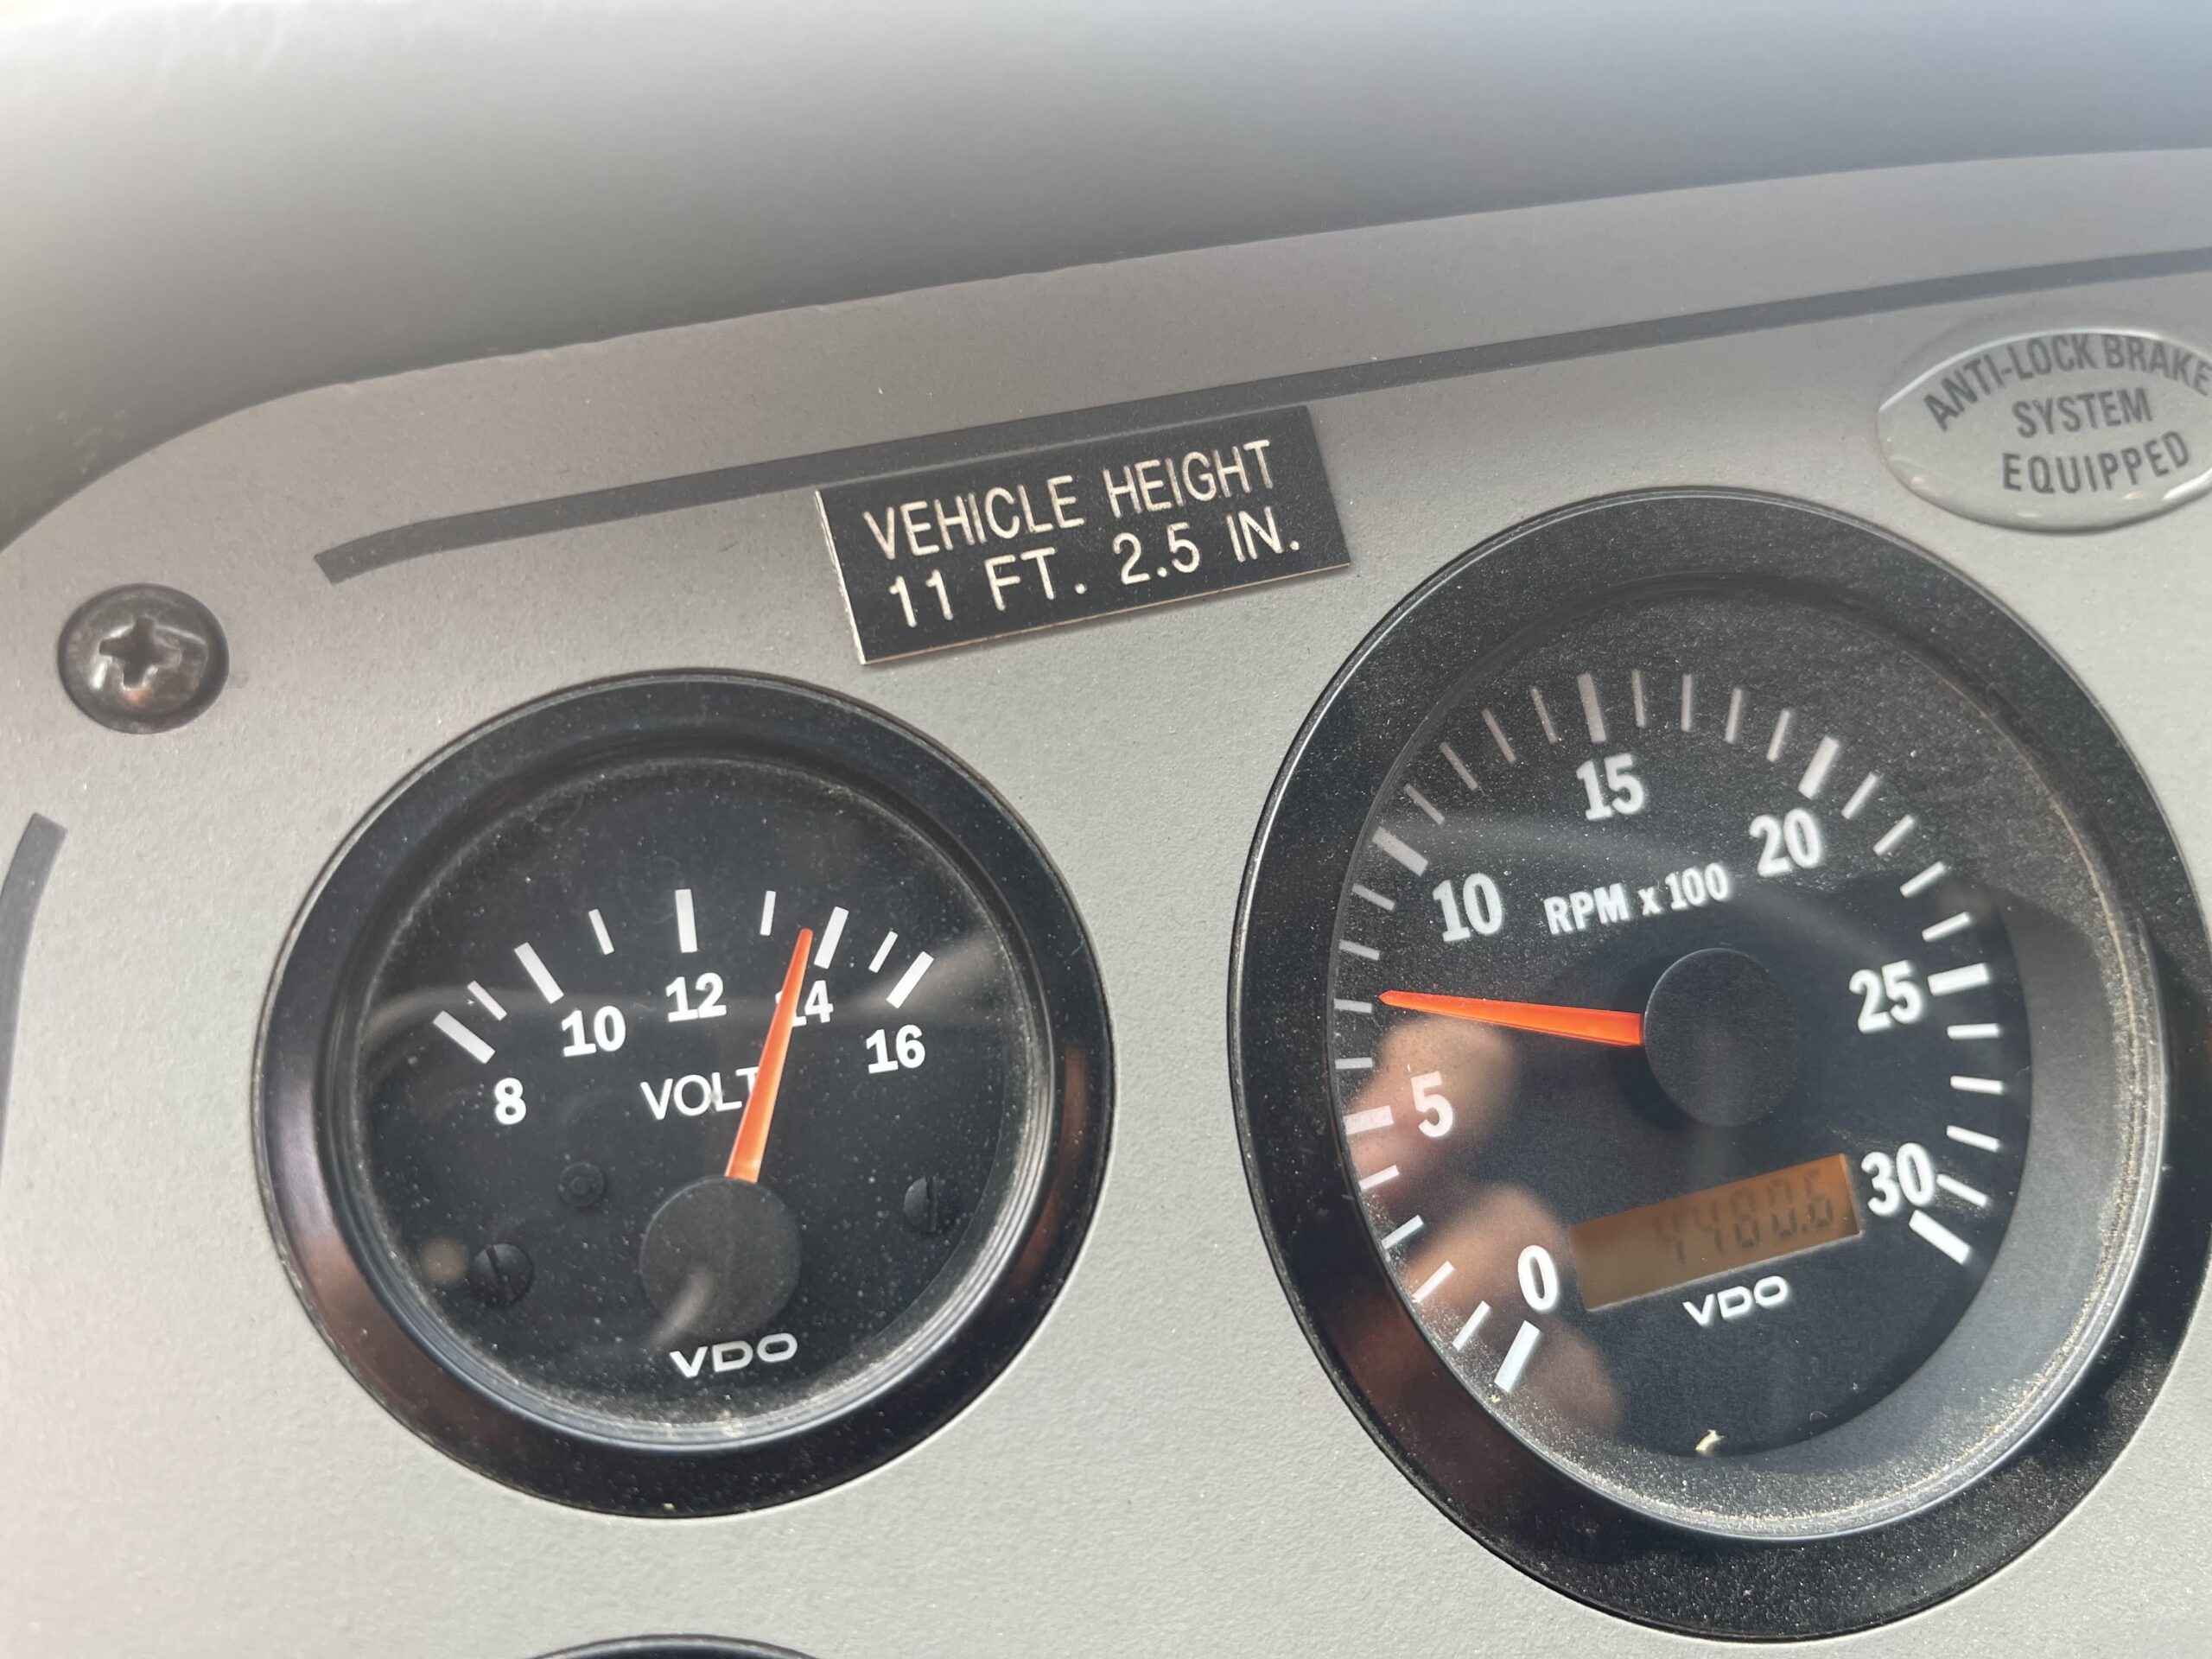 VEHICLE HEIGHT
11 FT. 2.5 IN.
ANTI-LOCK BRAKE
SYSTEM
EQUIPPED
8
10
12
14
16
VOLT
VDO
0
5
10
15
20
25
30
RPM x 100
VDO